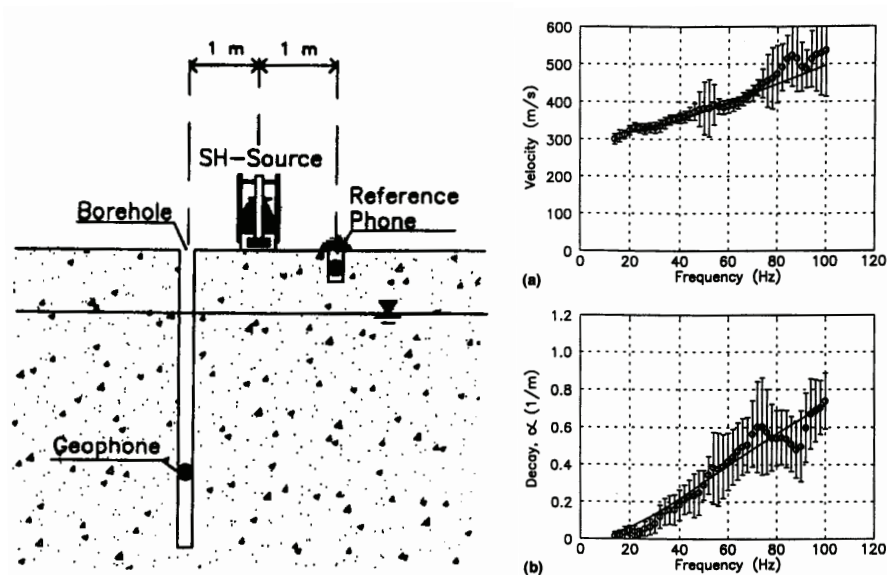 1 m 1 m
SH-Source
Borehole
Reference
Phone
Geophone
600
500
400
300
200
100
0
Velocity (m/s)
0 20 40 60 80 100 120
Frequency (Hz)
(a)
1.2
1.0
0.8
0.6
0.4
0.2
0
Decay, α (1/m)
0 20 40 60 80 100 120
Frequency (Hz)
(b)